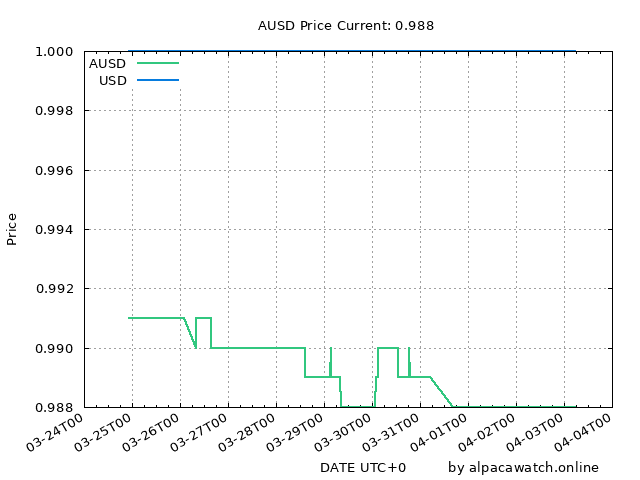 AUSD Price Current: 0.988
1.000
AUSD
USD
0.998
0.996
0.994
Price
0.992
0.990
0.988
03-24T00 03-25T00 03-26T00 03-27T00 03-28T00 03-29T00 03-30T00 03-31T00 04-01T00 04-02T00 04-03T00 04-04T00
DATE UTC+0 by alpacawatch.online